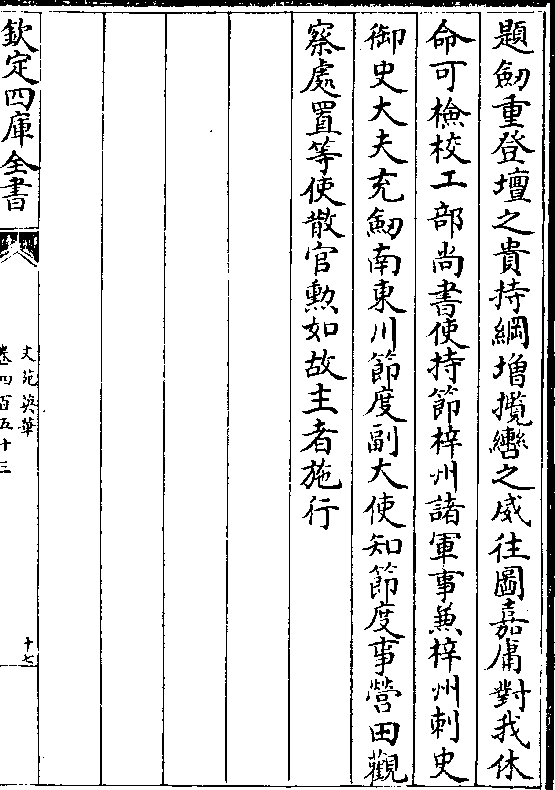 題劒重登壇之貴持綱増攬轡之威往圖嘉庸對我休
命可檢校工部尚書使持節梓州諸軍事兼梓州刺史
御史大夫充劒南東川節度副大使知節度事營田觀
察處置等使散官勲如故主者施行
欽定四庫全書
文苑英華
卷四百五十三
十七